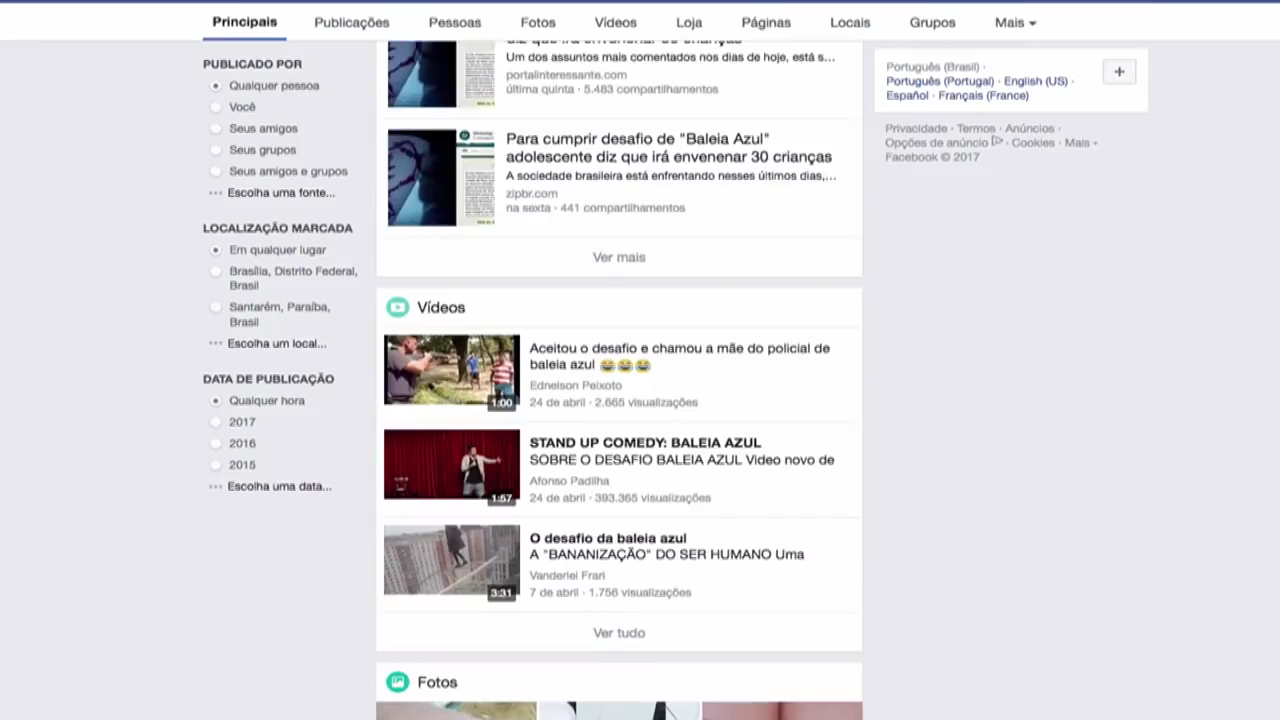 Principais Publicações Pessoas Fotos Vídeos Loja Páginas Locais Grupos Mais
PUBLICADO POR
Qualquer pessoa
Você
Seus amigos
Seus grupos
Seus amigos e grupos
Escolha uma fonte...
LOCALIZAÇÃO MARCADA
Em qualquer lugar
Brasília, Distrito Federal,
Brasil
Santarém, Paraíba,
Brasil
Escolha um local...
DATA DE PUBLICAÇÃO
Qualquer hora
2017
2016
2015
Escolha uma data...
diz que irá envenenar 30 crianças
Um dos assuntos mais comentados nos dias de hoje, está s...
portalinteressante.com
última quinta · 5.483 compartilhamentos
Para cumprir desafio de "Baleia Azul"
adolescente diz que irá envenenar 30 crianças
A sociedade brasileira está enfrentando nesses últimos dias,...
zipbr.com
na sexta · 441 compartilhamentos
Ver mais
Vídeos
1:00
Aceitou o desafio e chamou a mãe do policial de
baleia azul 😂😂😂
Ednelson Peixoto
24 de abril · 2.665 visualizações
1:57
STAND UP COMEDY: BALEIA AZUL
SOBRE O DESAFIO BALEIA AZUL Video novo de
Afonso Padilha
24 de abril · 393.365 visualizações
3:31
O desafio da baleia azul
A "BANANIZAÇÃO" DO SER HUMANO Uma
Vanderlei Frari
7 de abril · 1.756 visualizações
Ver tudo
Fotos
Português (Brasil) ·
Português (Portugal) · English (US) ·
Español · Français (France)
+
Privacidade · Termos · Anúncios ·
Opções de anúncio · Cookies · Mais
Facebook © 2017